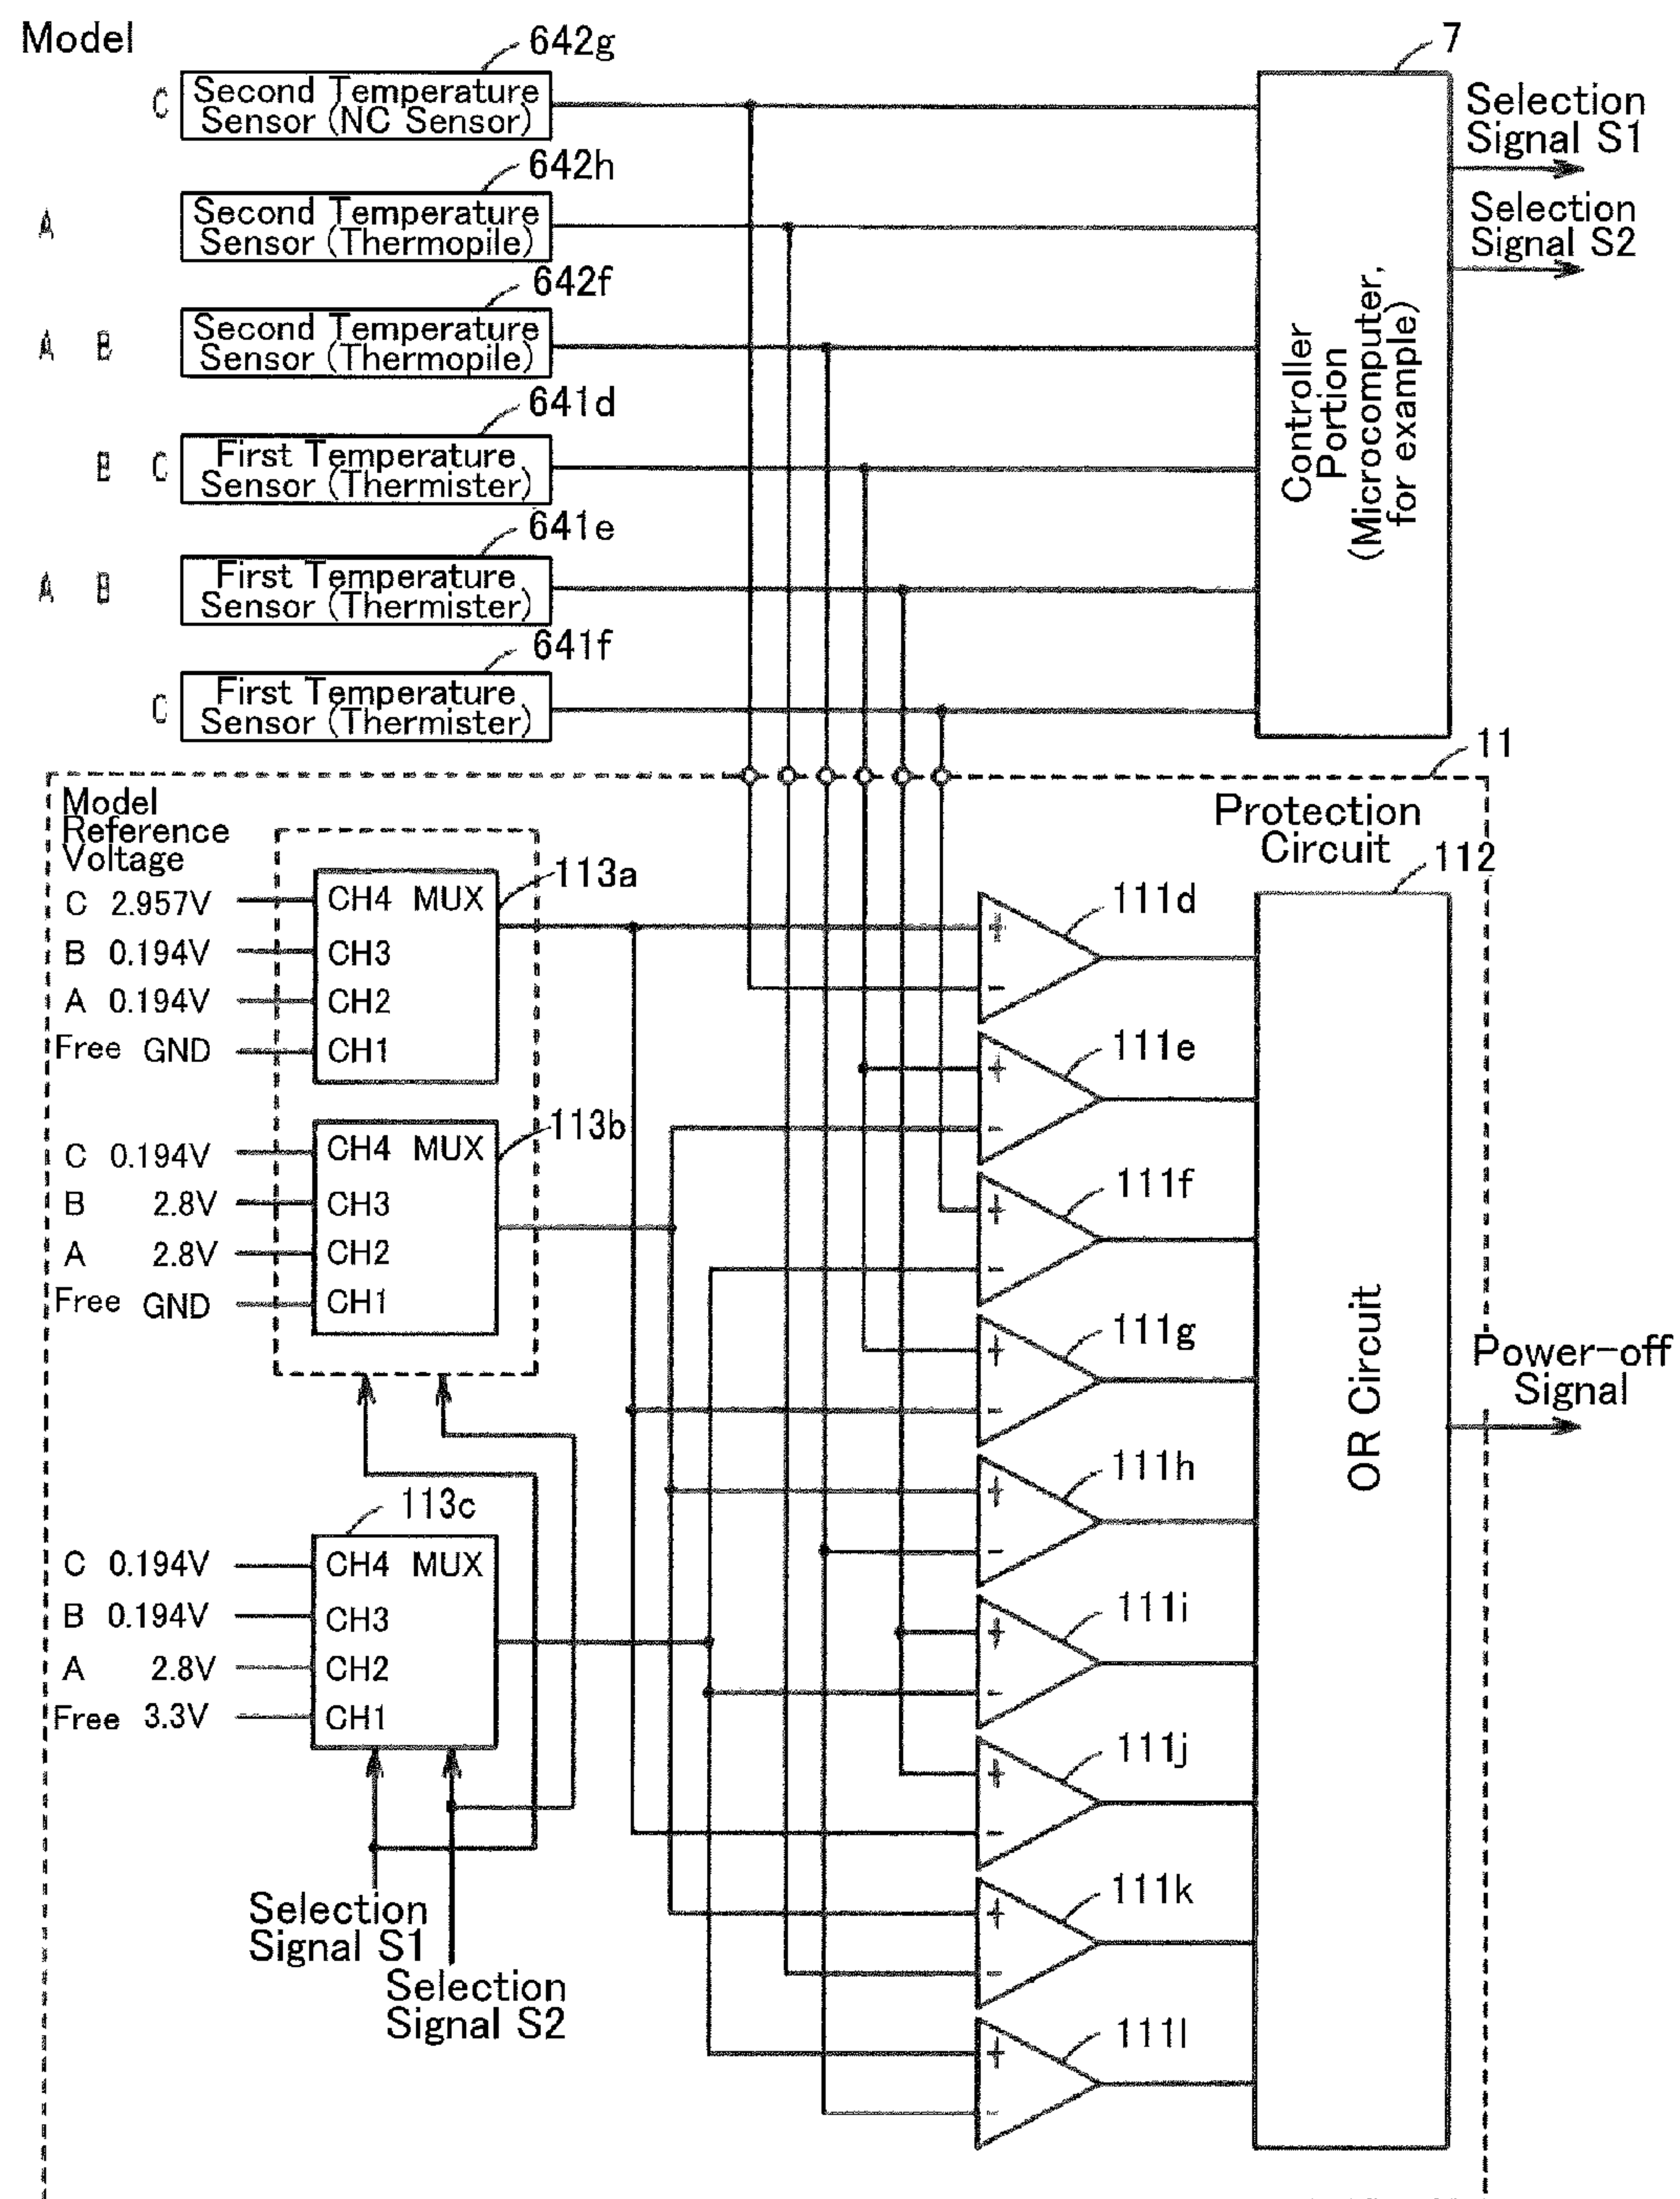 Model
642g
7
C
Second Temperature
Sensor (NC Sensor)
Selection
Signal S1
642h
A
Second Temperature
Sensor (Thermopile)
Selection
Signal S2
642f
A B
Second Temperature
Sensor (Thermopile)
Controller
Portion
(Microcomputer,
for example)
641d
B C
First Temperature
Sensor (Thermister)
641e
A B
First Temperature
Sensor (Thermister)
641f
C
First Temperature
Sensor (Thermister)
11
Model
Reference
Voltage
Protection
Circuit
112
113a
C 2.957V
CH4 MUX
B 0.194V
CH3
A 0.194V
CH2
Free GND
CH1
113b
C 0.194V
CH4 MUX
B 2.8V
CH3
A 2.8V
CH2
Free GND
CH1
113c
C 0.194V
CH4 MUX
B 0.194V
CH3
A 2.8V
CH2
Free 3.3V
CH1
Selection
Signal S1
Selection
Signal S2
+
-
111d
+
-
111e
+
-
111f
+
-
111g
+
-
111h
+
-
111i
+
-
111j
+
-
111k
+
-
111l
OR Circuit
Power-off
Signal